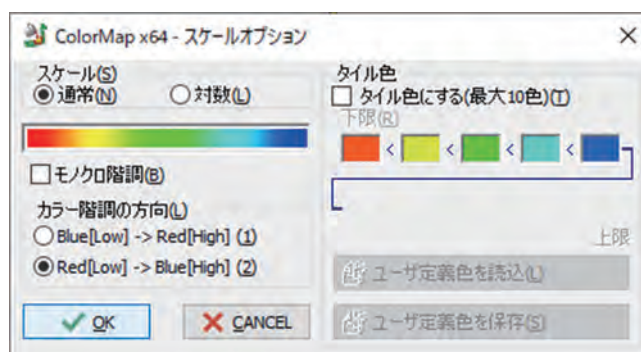 ColorMap x64 - スケールオプション
スケール(S)
通常(N) 対数(L)
モノクロ階調(B)
カラー階調の方向(L)
Blue[Low] -> Red[High] (1)
Red[Low] -> Blue[High] (2)
OK CANCEL
タイル色
タイル色にする(最大10色)(T)
下限(R)
< < < <
上限
ユーザ定義色を読込(L)
ユーザ定義色を保存(S)